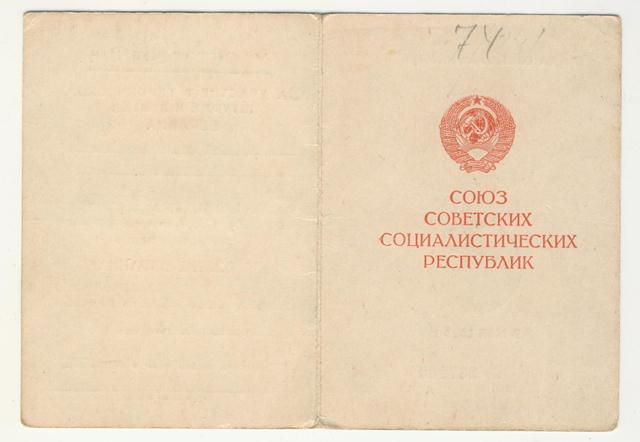 74
СОЮЗ
СОВЕТСКИХ
СОЦИАЛИСТИЧЕСКИХ
РЕСПУБЛИК